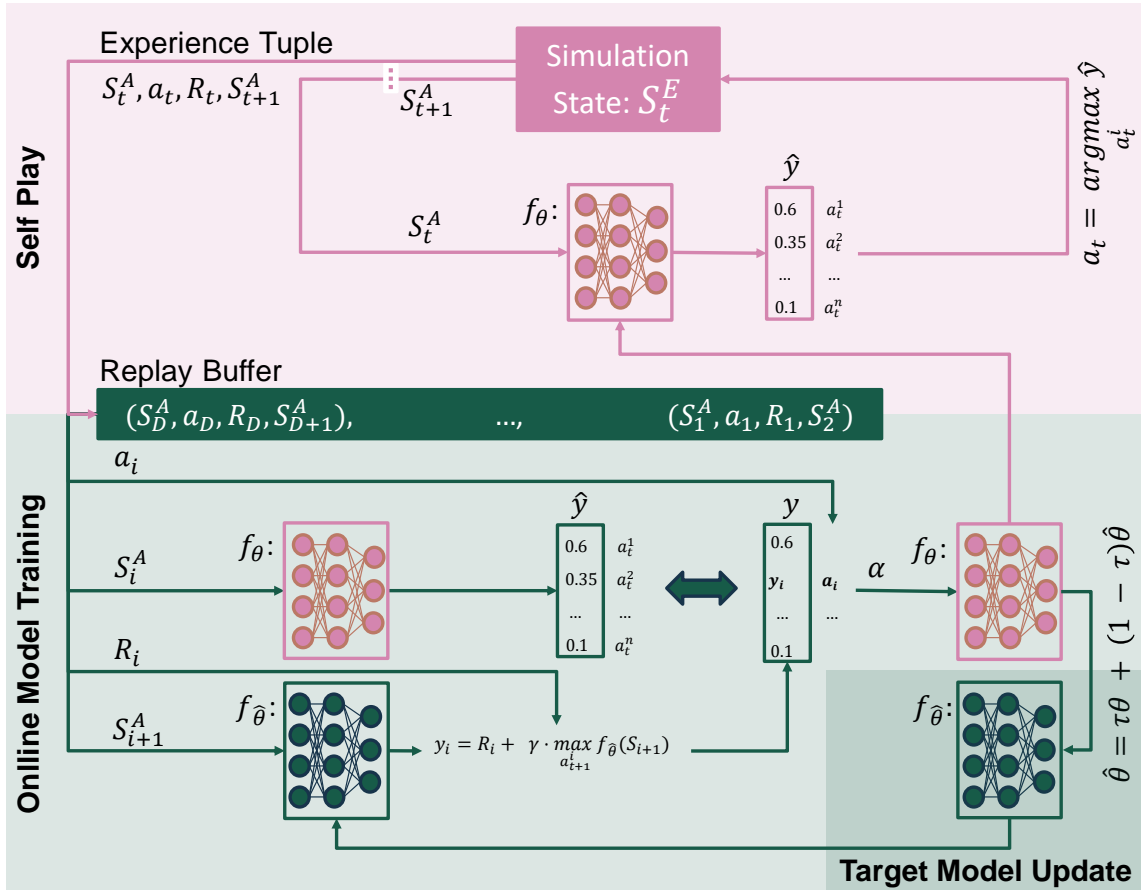 Experience Tuple
S_t^A, a_t, R_t, S_{t+1}^A
Simulation
State: S_t^E
S_{t+1}^A
a_t = argmax ŷ
a_t^i
Self Play
S_t^A
f_θ:
ŷ
0.6 a_t^1
0.35 a_t^2
... ...
0.1 a_t^n
Replay Buffer
(S_D^A, a_D, R_D, S_{D+1}^A), ..., (S_1^A, a_1, R_1, S_2^A)
Onlline Model Training
a_i
S_i^A
f_θ:
ŷ
0.6 a_t^1
0.35 a_t^2
... ...
0.1 a_t^n
y
0.6
y_i a_i
... ...
0.1
α
f_θ:
θ̂ = τθ + (1 − τ)θ̂
R_i
S_{i+1}^A
f_θ̂:
y_i = R_i + γ · max f_θ̂(S_{i+1})
a_{t+1}^i
f_θ̂:
Target Model Update